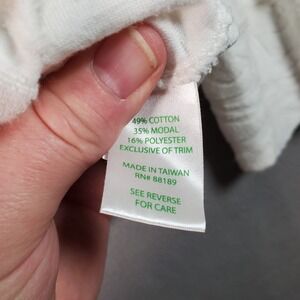 49% COTTON
35% MODAL
16% POLYESTER
EXCLUSIVE OF TRIM
MADE IN TAIWAN
RN# 88189
SEE REVERSE
FOR CARE